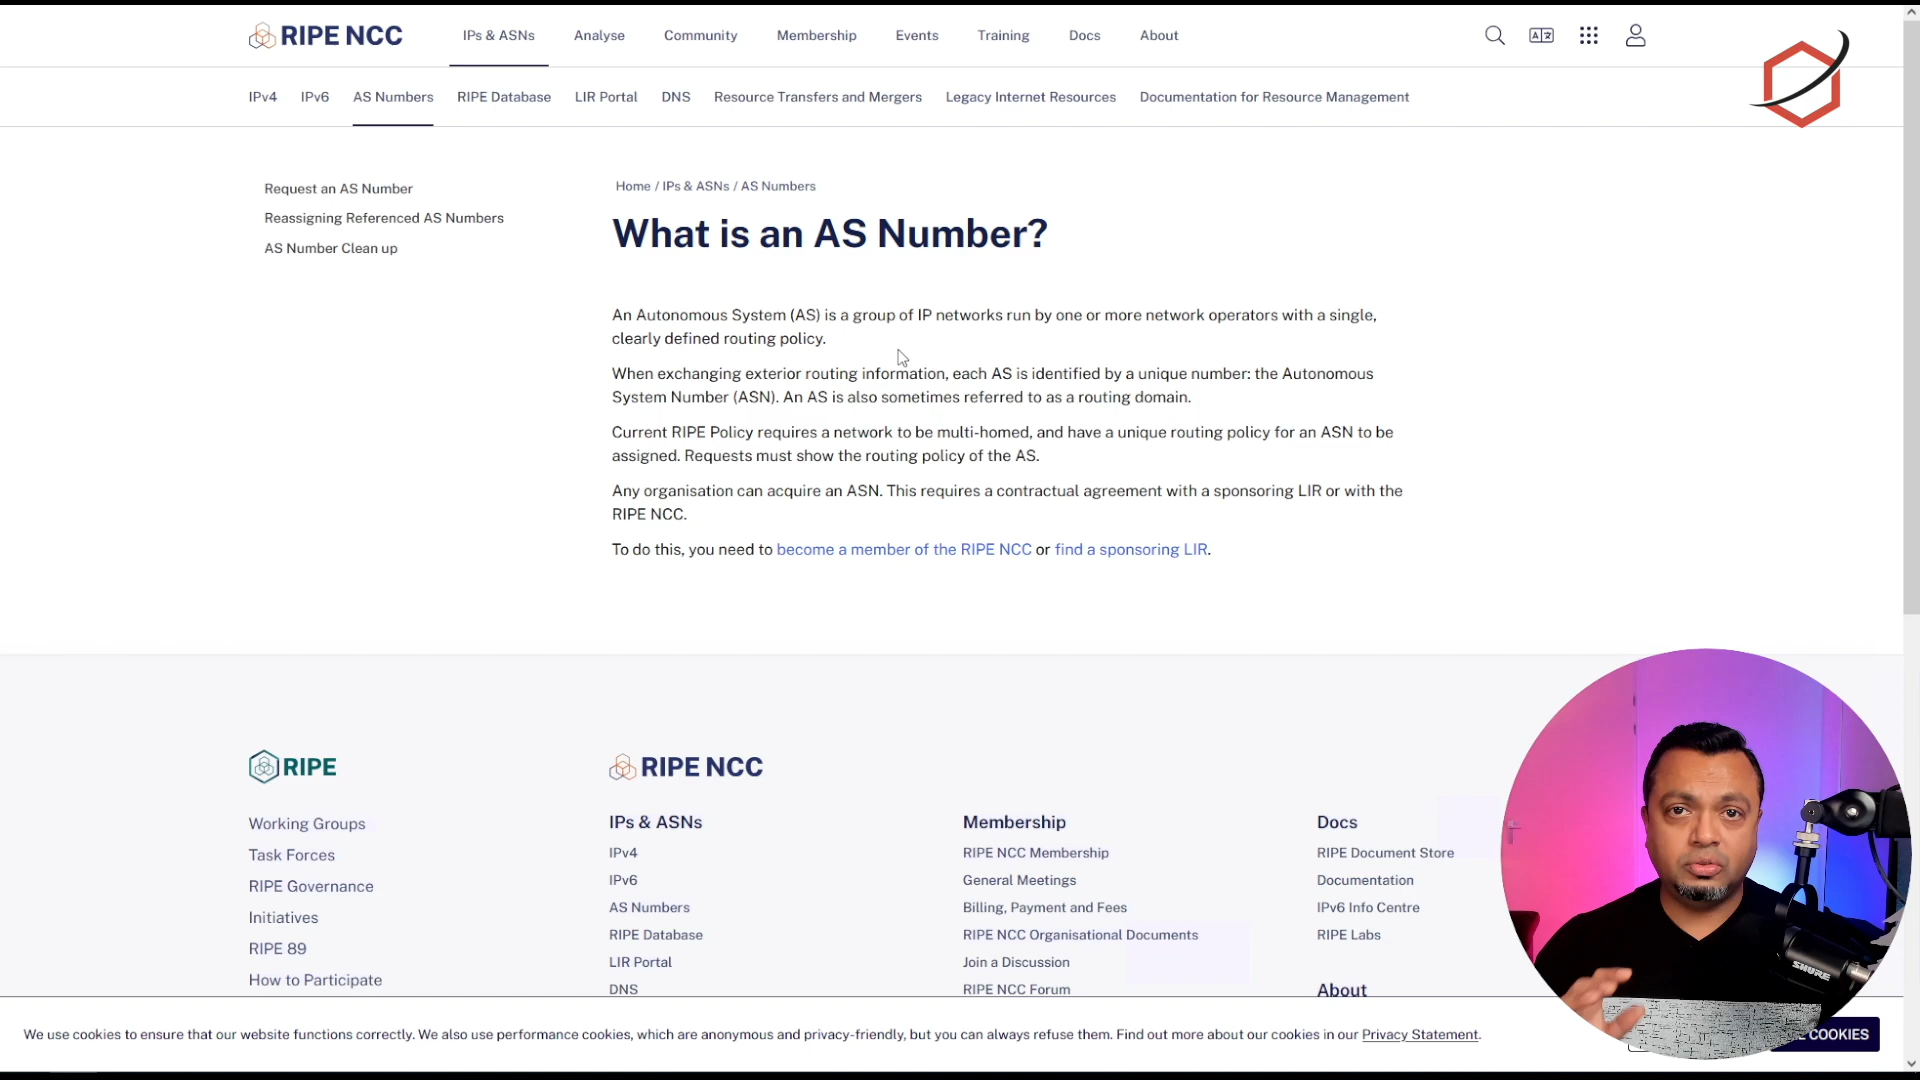 RIPE NCC
IPs & ASNs
Analyse
Community
Membership
Events
Training
Docs
About
IPv4
IPv6
AS Numbers
RIPE Database
LIR Portal
DNS
Resource Transfers and Mergers
Legacy Internet Resources
Documentation for Resource Management
Request an AS Number
Reassigning Referenced AS Numbers
AS Number Clean up
Home / IPs & ASNs / AS Numbers
What is an AS Number?
An Autonomous System (AS) is a group of IP networks run by one or more network operators with a single,
clearly defined routing policy.
When exchanging exterior routing information, each AS is identified by a unique number: the Autonomous
System Number (ASN). An AS is also sometimes referred to as a routing domain.
Current RIPE Policy requires a network to be multi-homed, and have a unique routing policy for an ASN to be
assigned. Requests must show the routing policy of the AS.
Any organisation can acquire an ASN. This requires a contractual agreement with a sponsoring LIR or with the
RIPE NCC.
To do this, you need to become a member of the RIPE NCC or find a sponsoring LIR.
RIPE
Working Groups
Task Forces
RIPE Governance
Initiatives
RIPE 89
How to Participate
RIPE NCC
IPs & ASNs
IPv4
IPv6
AS Numbers
RIPE Database
LIR Portal
DNS
Membership
RIPE NCC Membership
General Meetings
Billing, Payment and Fees
RIPE NCC Organisational Documents
Join a Discussion
RIPE NCC Forum
Docs
RIPE Document Store
Documentation
IPv6 Info Centre
RIPE Labs
About
SHURE
We use cookies to ensure that our website functions correctly. We also use performance cookies, which are anonymous and privacy-friendly, but you can always refuse them. Find out more about our cookies in our Privacy Statement.
COOKIES